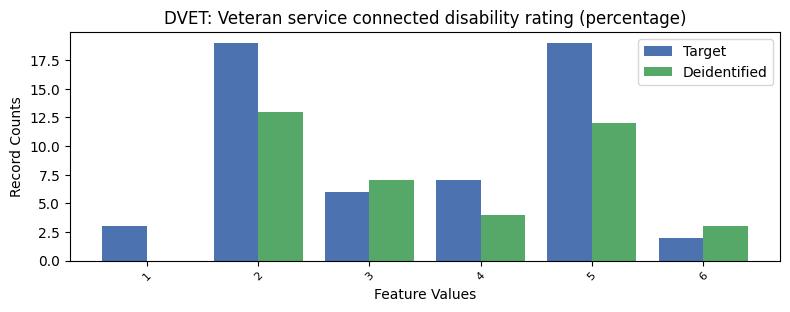 DVET: Veteran service connected disability rating (percentage)
Target
Deidentified
17.5
15.0
12.5
10.0
7.5
5.0
2.5
0.0
Record Counts
1 2 3 4 5 6
Feature Values